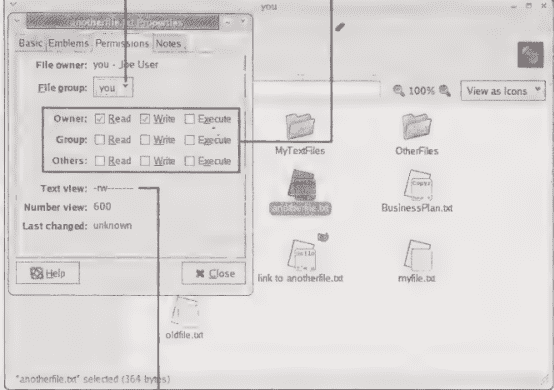 you
anotherfile.txt Properties
Basic Emblems Permissions Notes
File owner: you - Joe User
File group: you
Owner: Read Write Execute
Group: Read Write Execute
Others: Read Write Execute
Text view: -rw-------
Number view: 600
Last changed: unknown
Help Close
100% View as Icons
MyTextFiles OtherFiles
anotherfile.txt BusinessPlan.txt
link to anotherfile.txt myfile.txt
oldfile.txt
"anotherfile.txt" selected (364 bytes)